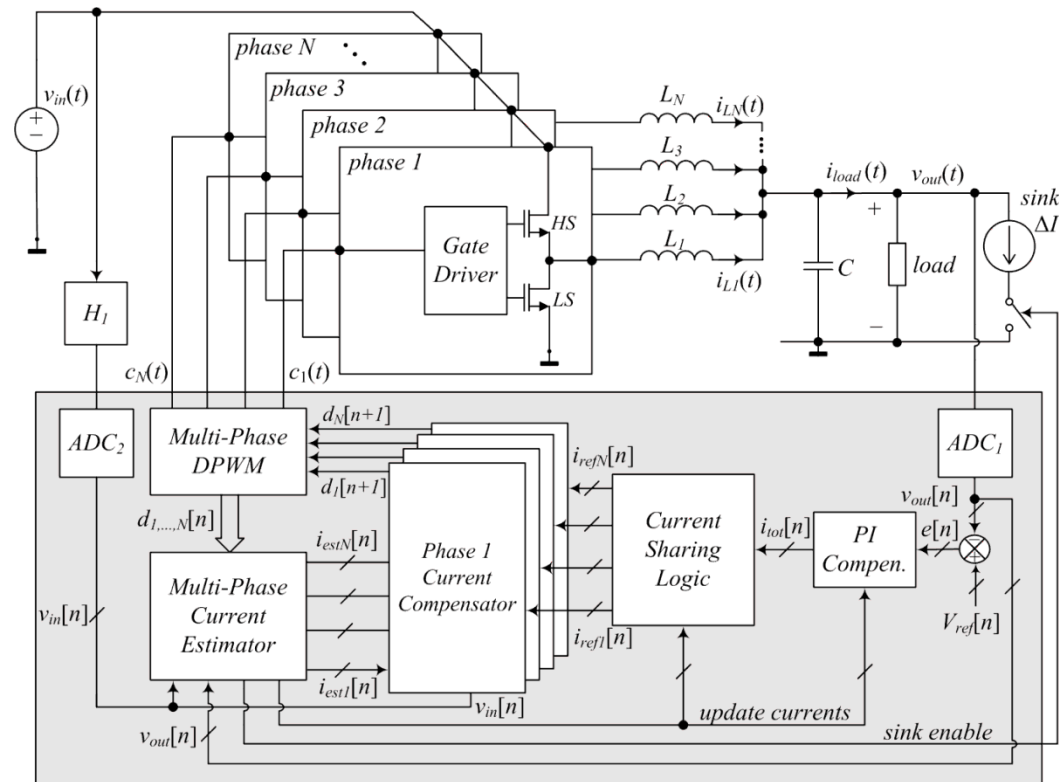 phase N
phase 3
phase 2
phase 1
v_in(t)
+
−
L_N
i_LN(t)
L_3
L_2
L_1
i_L1(t)
i_load(t)
v_out(t)
sink
ΔI
+
−
C
load
Gate
Driver
HS
LS
H_1
c_N(t)
c_1(t)
ADC_2
Multi-Phase
DPWM
d_N[n+1]
d_1[n+1]
d_1,...,N[n]
Multi-Phase
Current
Estimator
i_estN[n]
i_est1[n]
Phase 1
Current
Compensator
i_refN[n]
i_ref1[n]
Current
Sharing
Logic
i_tot[n]
PI
Compen.
e[n]
ADC_1
v_out[n]
V_ref[n]
v_in[n]
v_in[n]
v_out[n]
update currents
sink enable